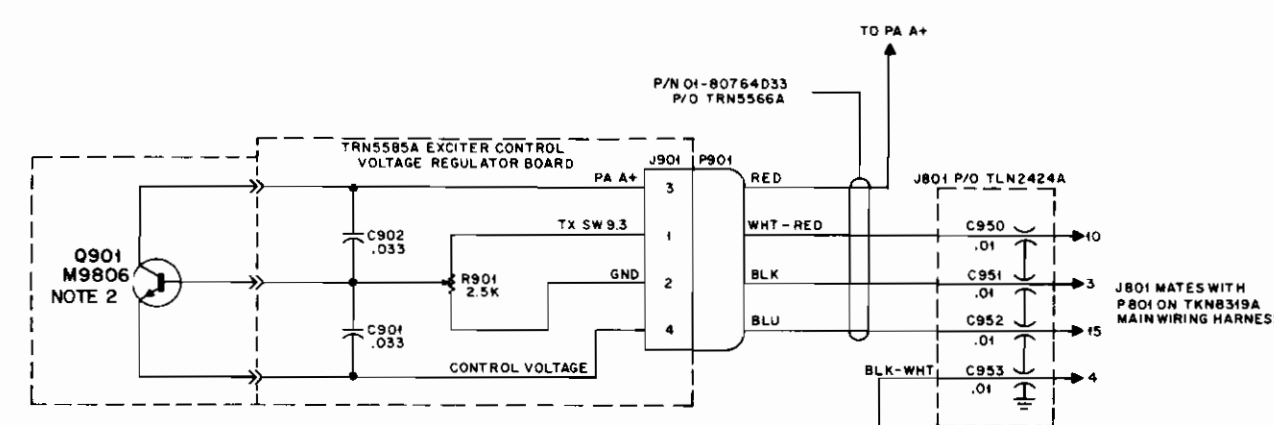 TO PA A+
P/N 01-80764D33
P/O TRN5566A
TRN5585A EXCITER CONTROL
VOLTAGE REGULATOR BOARD
J901
P901
PA A+
3
RED
J801 P/O TLN2424A
C902
.033
TX SW 9.3
1
WHT-RED
C950
.01
10
Q901
M9806
NOTE 2
R901
2.5K
GND
2
BLK
C951
.01
3
J801 MATES WITH
P801 ON TKN8319A
MAIN WIRING HARNES
C901
.033
4
BLU
C952
.01
15
CONTROL VOLTAGE
BLK-WHT
C953
.01
4